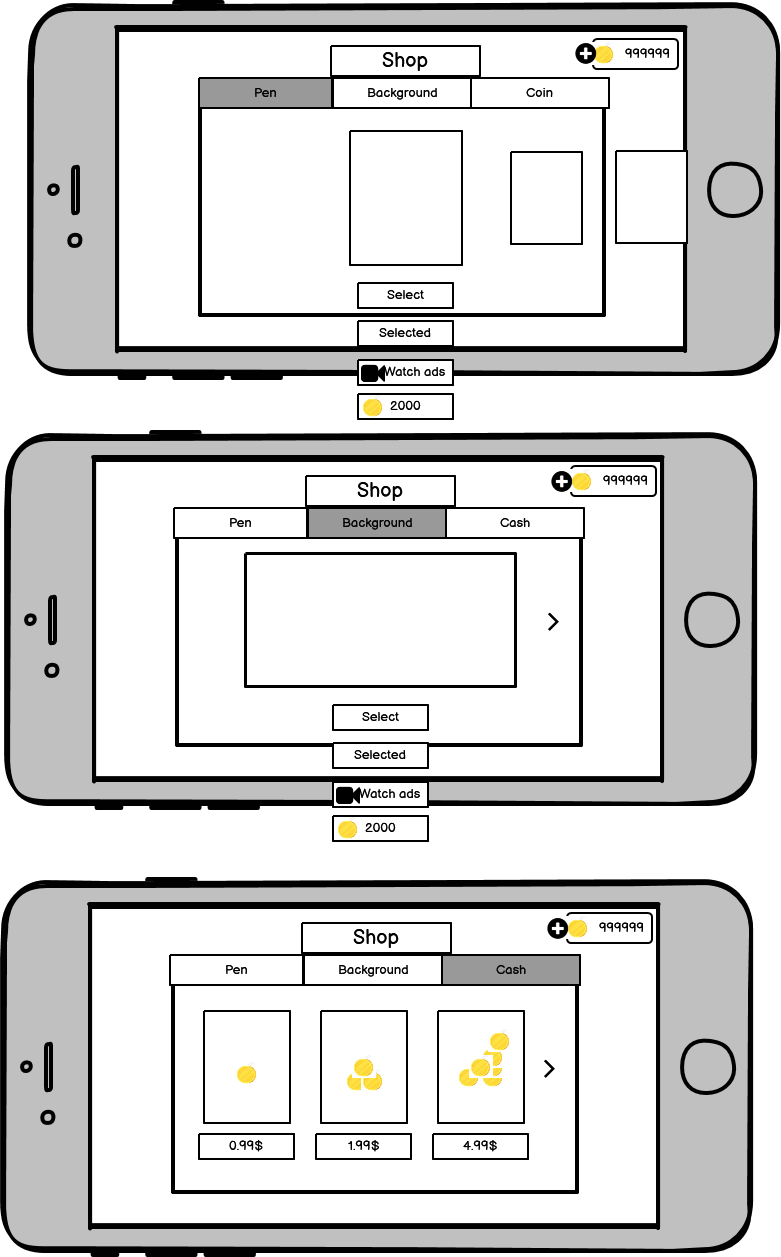 Shop
999999
Pen Background Coin
Select
Selected
Watch ads
2000
Shop
999999
Pen Background Cash
Select
Selected
Watch ads
2000
Shop
999999
Pen Background Cash
0.99$ 1.99$ 4.99$